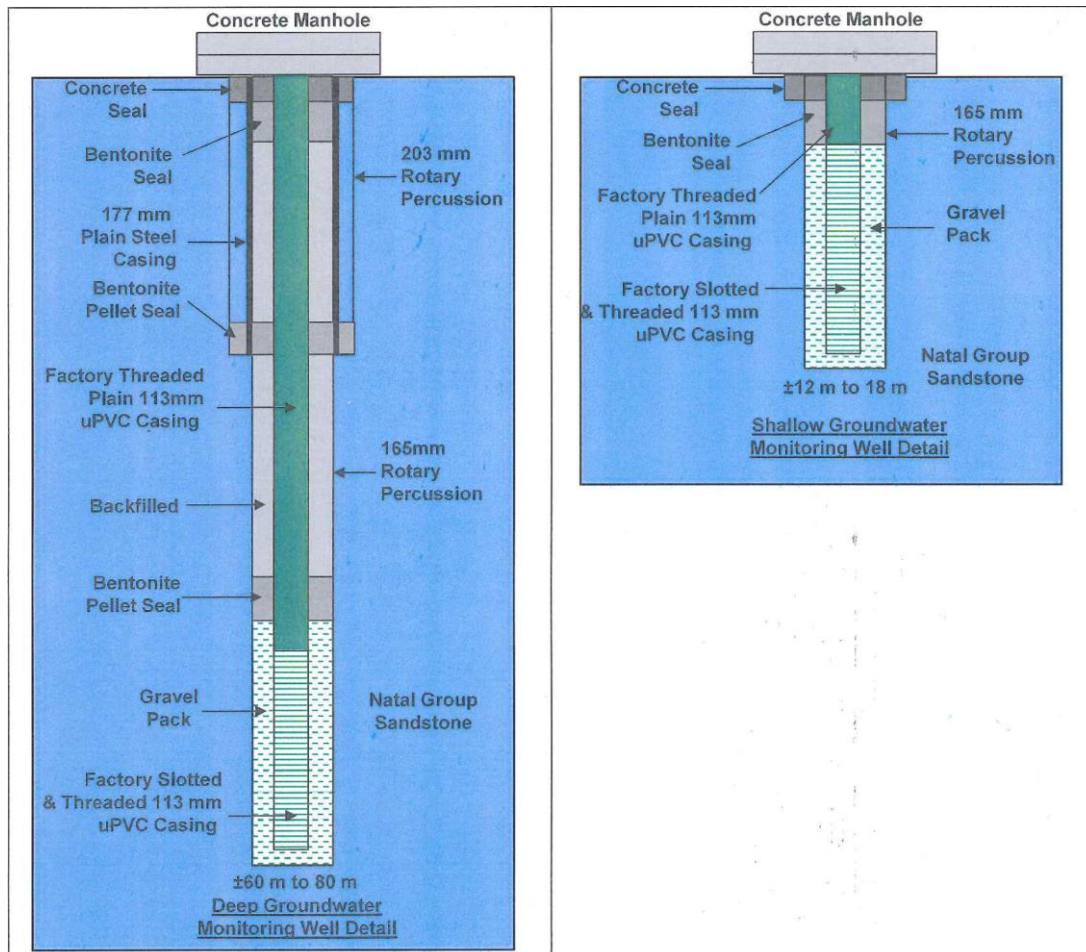 Concrete Manhole
Concrete
Seal
Bentonite
Seal
203 mm
Rotary
Percussion
177 mm
Plain Steel
Casing
Bentonite
Pellet Seal
Factory Threaded
Plain 113mm
uPVC Casing
165mm
Rotary
Percussion
Backfilled
Bentonite
Pellet Seal
Gravel
Pack
Natal Group
Sandstone
Factory Slotted
& Threaded 113 mm
uPVC Casing
±60 m to 80 m
Deep Groundwater
Monitoring Well Detail
Concrete Manhole
Concrete
Seal
165 mm
Rotary
Percussion
Bentonite
Seal
Factory Threaded
Plain 113mm
uPVC Casing
Gravel
Pack
Factory Slotted
& Threaded 113 mm
uPVC Casing
Natal Group
Sandstone
±12 m to 18 m
Shallow Groundwater
Monitoring Well Detail